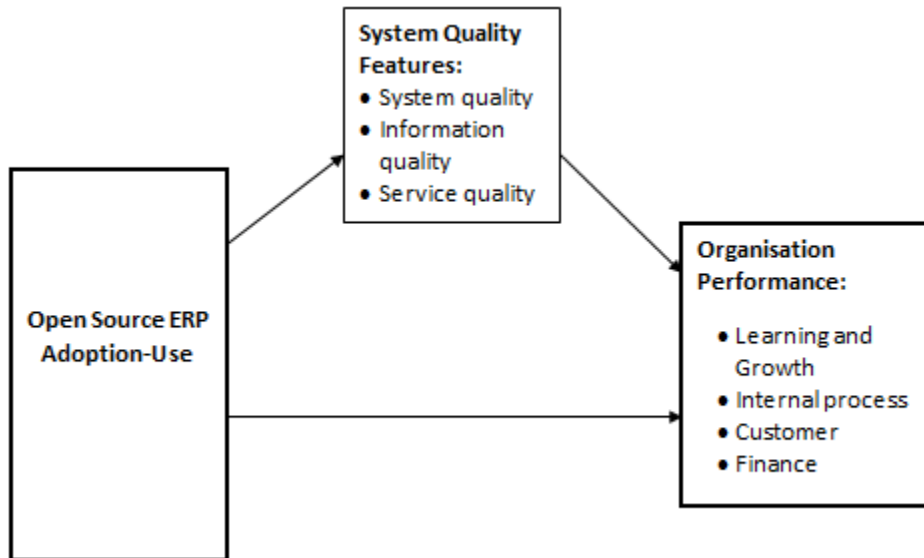 System Quality
Features:
● System quality
● Information
quality
● Service quality
Open Source ERP
Adoption-Use
Organisation
Performance:
● Learning and
Growth
● Internal process
● Customer
● Finance